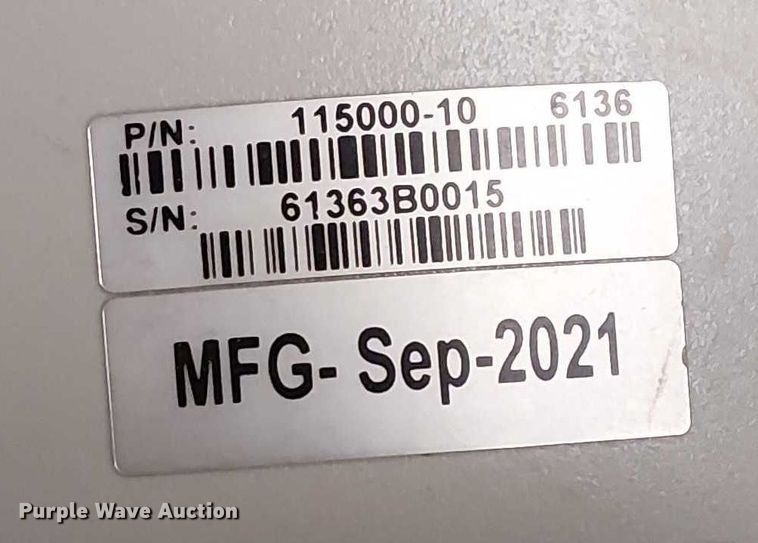 P/N: 115000-10 6136
S/N: 61363B0015
MFG- Sep-2021
Purple Wave Auction